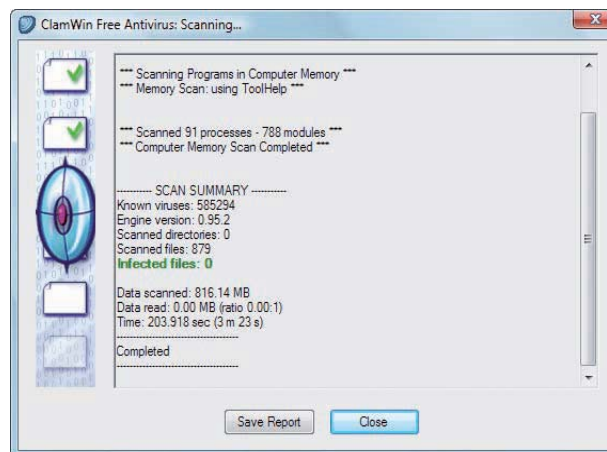 ClamWin Free Antivirus: Scanning...
*** Scanning Programs in Computer Memory ***
*** Memory Scan: using ToolHelp
*** Scanned 91 processes - 788 modules ***
*** Computer Memory Scan Completed ***
---------- SCAN SUMMARY ----------
Known viruses: 585294
Engine version: 0.95.2
Scanned directories: 0
Scanned files: 879
Infected files: 0
Data scanned: 816.14 MB
Data read: 0.00 MB (ratio 0.00:1)
Time: 203.918 sec (3 m 23 s)
--------------------------------------
Completed
--------------------------------------
Save Report
Close